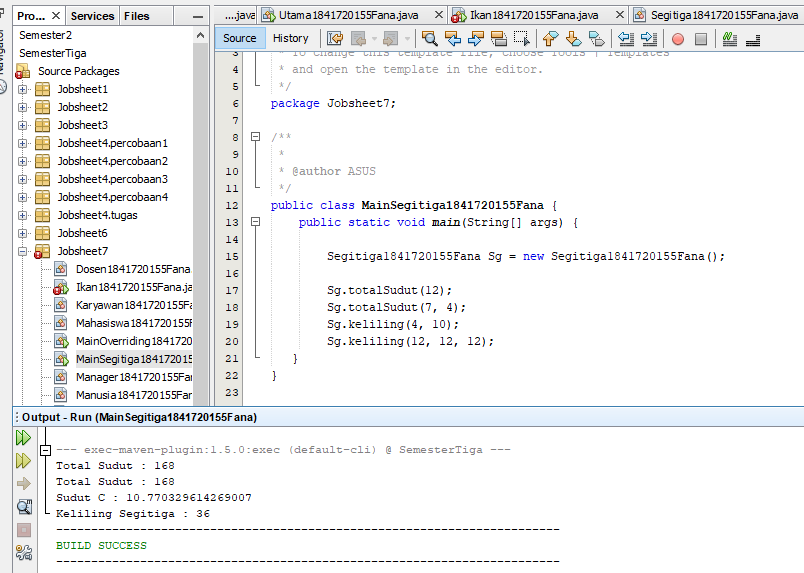 Pro... × Services Files
Navigator
Semester2
SemesterTiga
Source Packages
Jobsheet1
Jobsheet2
Jobsheet3
Jobsheet4.percobaan1
Jobsheet4.percobaan2
Jobsheet4.percobaan3
Jobsheet4.percobaan4
Jobsheet4.tugas
Jobsheet6
Jobsheet7
Dosen1841720155Fana.
Ikan1841720155Fana.ja
Karyawan1841720155Fa
Mahasiswa1841720155F
MainOverriding1841720
MainSegitiga1841720155
Manager1841720155Far
Manusia1841720155Far
....java Utama1841720155Fana.java × Ikan1841720155Fana.java × Segitiga1841720155Fana.java
Source History
3 * To change this template file, choose Tools | Templates
4 * and open the template in the editor.
5 */
6 package Jobsheet7;
7
8 /**
9 *
10 * @author ASUS
11 */
12 public class MainSegitiga1841720155Fana {
13 public static void main(String[] args) {
14
15 Segitiga1841720155Fana Sg = new Segitiga1841720155Fana();
16
17 Sg.totalSudut(12);
18 Sg.totalSudut(7, 4);
19 Sg.keliling(4, 10);
20 Sg.keliling(12, 12, 12);
21 }
22 }
23
Output - Run (MainSegitiga1841720155Fana)
--- exec-maven-plugin:1.5.0:exec (default-cli) @ SemesterTiga ---
Total Sudut : 168
Total Sudut : 168
Sudut C : 10.770329614269007
Keliling Segitiga : 36
------------------------------------------------------------------------
BUILD SUCCESS
------------------------------------------------------------------------